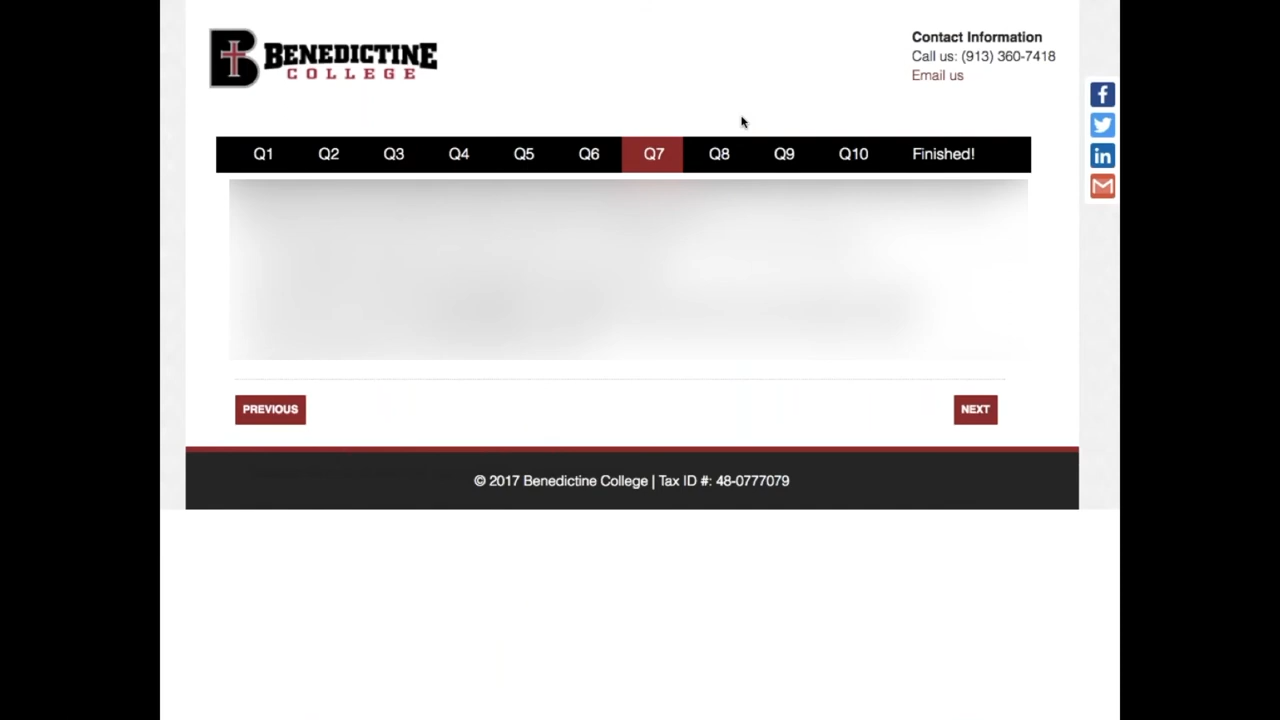 BENEDICTINE
COLLEGE
Contact Information
Call us: (913) 360-7418
Email us
Q1 Q2 Q3 Q4 Q5 Q6 Q7 Q8 Q9 Q10 Finished!
PREVIOUS
NEXT
© 2017 Benedictine College | Tax ID #: 48-0777079